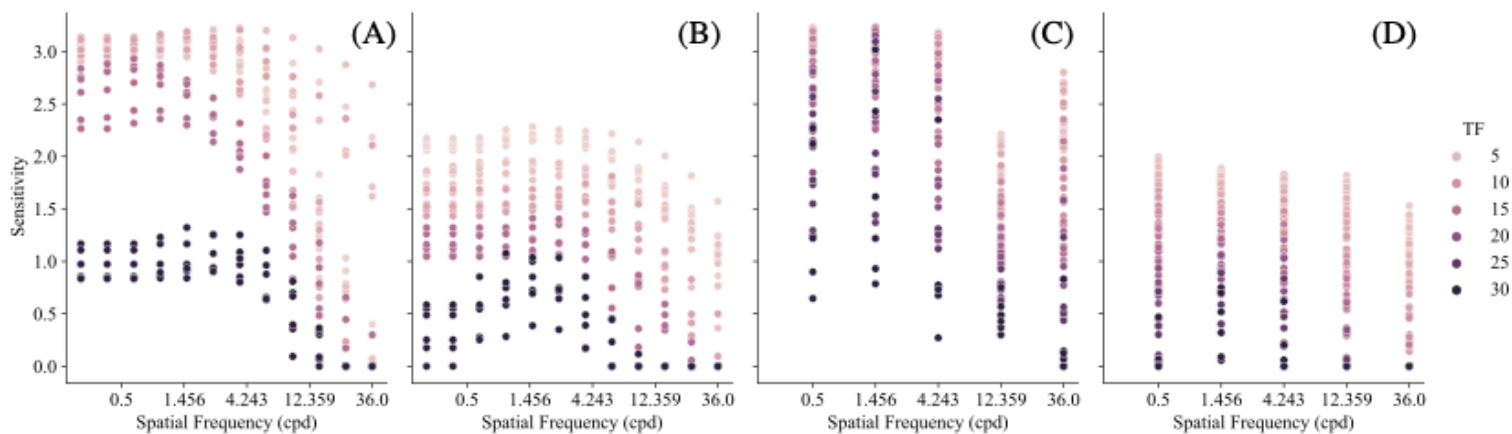 (A) (B) (C) (D)
3.0
2.5
2.0
1.5
1.0
0.5
0.0
Sensitivity
TF
5
10
15
20
25
30
0.5 1.456 4.243 12.359 36.0 0.5 1.456 4.243 12.359 36.0 0.5 1.456 4.243 12.359 36.0 0.5 1.456 4.243 12.359 36.0
Spatial Frequency (cpd) Spatial Frequency (cpd) Spatial Frequency (cpd) Spatial Frequency (cpd)